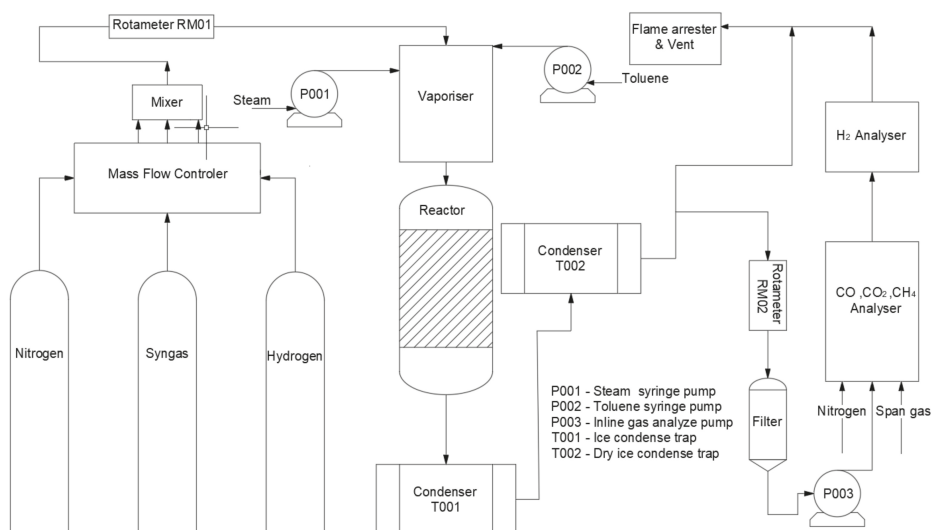 Rotameter RM01
Flame arrester
& Vent
P001
P002
Toluene
Steam
Vaporiser
Mixer
H2 Analyser
Mass Flow Controler
Reactor
Condenser
T002
Rotameter
RM02
CO ,CO2 ,CH4
Analyser
Nitrogen
Syngas
Hydrogen
P001 - Steam syringe pump
P002 - Toluene syringe pump
P003 - Inline gas analyze pump
T001 - Ice condense trap
T002 - Dry ice condense trap
Filter
Nitrogen
Span gas
Condenser
T001
P003